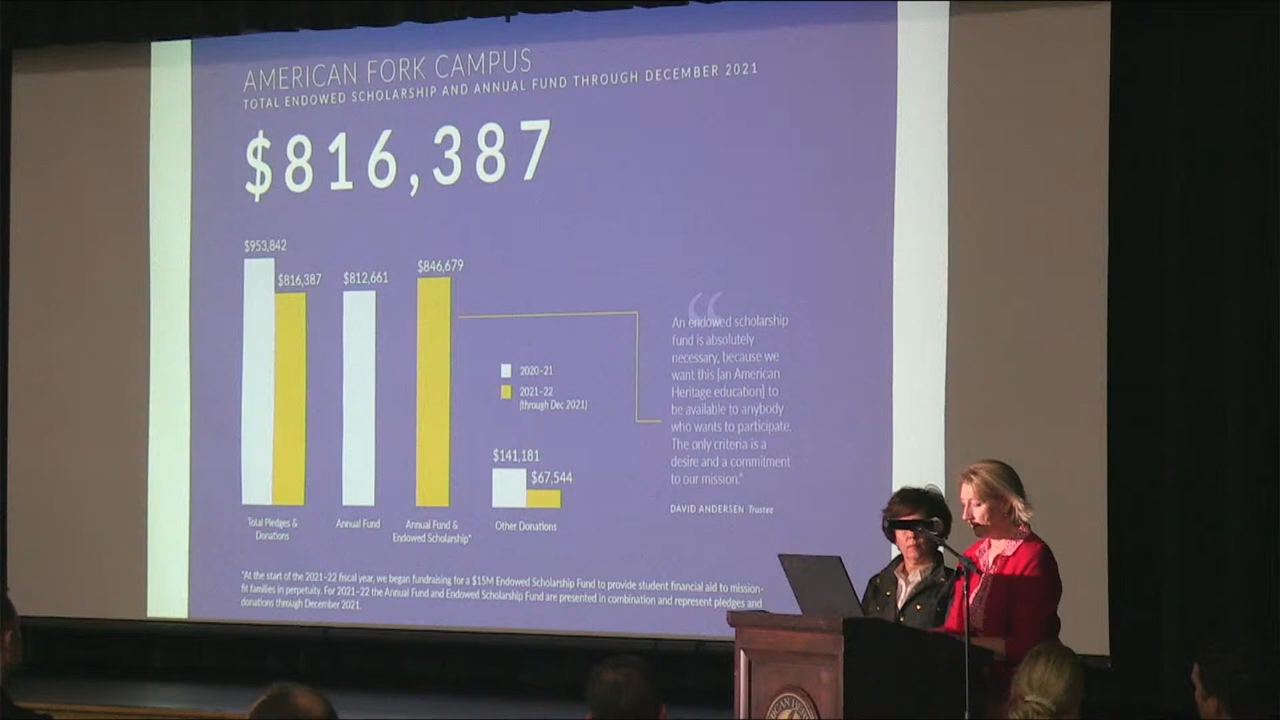 AMERICAN FORK CAMPUS
TOTAL ENDOWED SCHOLARSHIP AND ANNUAL FUND THROUGH DECEMBER 2021
$816,387
$953,842
$816,387
$812,661
$846,679
2020–21
2021–22
(through Dec 2021)
$141,181
$67,544
Total Pledges &
Donations
Annual Fund
Annual Fund &
Endowed Scholarship*
Other Donations
“
An endowed scholarship
fund is absolutely
necessary, because we
want this [an American
Heritage education] to
be available to anybody
who wants to participate.
The only criteria is a
desire and a commitment
to our mission."
DAVID ANDERSEN Trustee
*At the start of the 2021–22 fiscal year, we began fundraising for a $15M Endowed Scholarship Fund to provide student financial aid to mission-
fit families in perpetuity. For 2021–22 the Annual Fund and Endowed Scholarship Fund are presented in combination and represent pledges and
donations through December 2021.